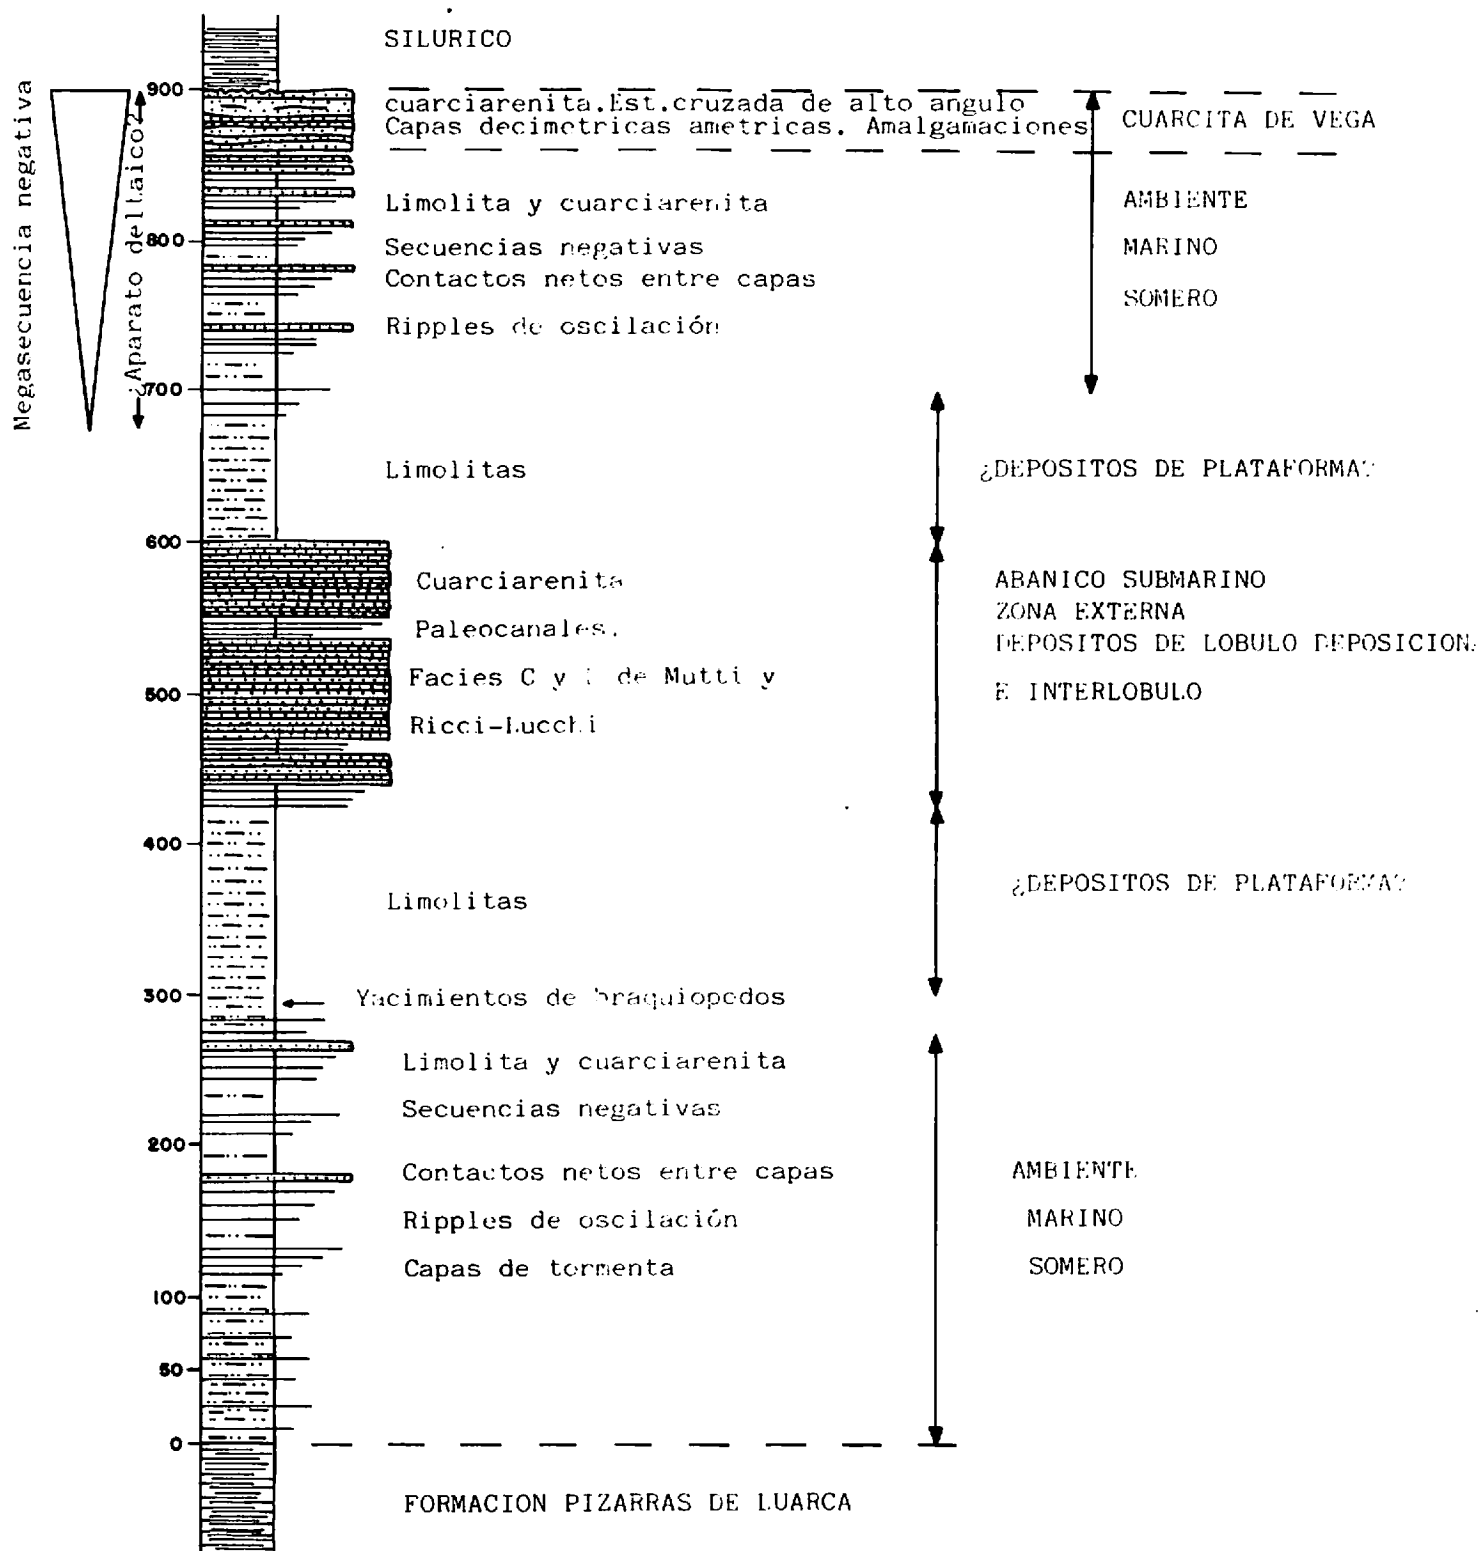 SILURICO
Megasecuencia negativa
¿Aparato deltaico?
900
cuarciarenita.Est.cruzada de alto angulo
Capas decimetricas ametricas. Amalgamaciones
CUARCITA DE VEGA
Limolita y cuarciarenita
AMBIENTE
800
Secuencias negativas
MARINO
Contactos netos entre capas
SOMERO
Ripples de oscilación
700
Limolitas
¿DEPOSITOS DE PLATAFORMA?
600
Cuarciarenita
ABANICO SUBMARINO
ZONA EXTERNA
Paleocanales.
DEPOSITOS DE LOBULO DEPOSICION
Facies C y de Mutti y
500
E INTERLOBULO
Ricci-Lucchi
400
¿DEPOSITOS DE PLATAFORMA?
Limolitas
300
Yacimientos de braquiopodos
Limolita y cuarciarenita
Secuencias negativas
200
Contactos netos entre capas
AMBIENTE
Ripples de oscilación
MARINO
Capas de tormenta
SOMERO
100
50
0
FORMACION PIZARRAS DE LUARCA